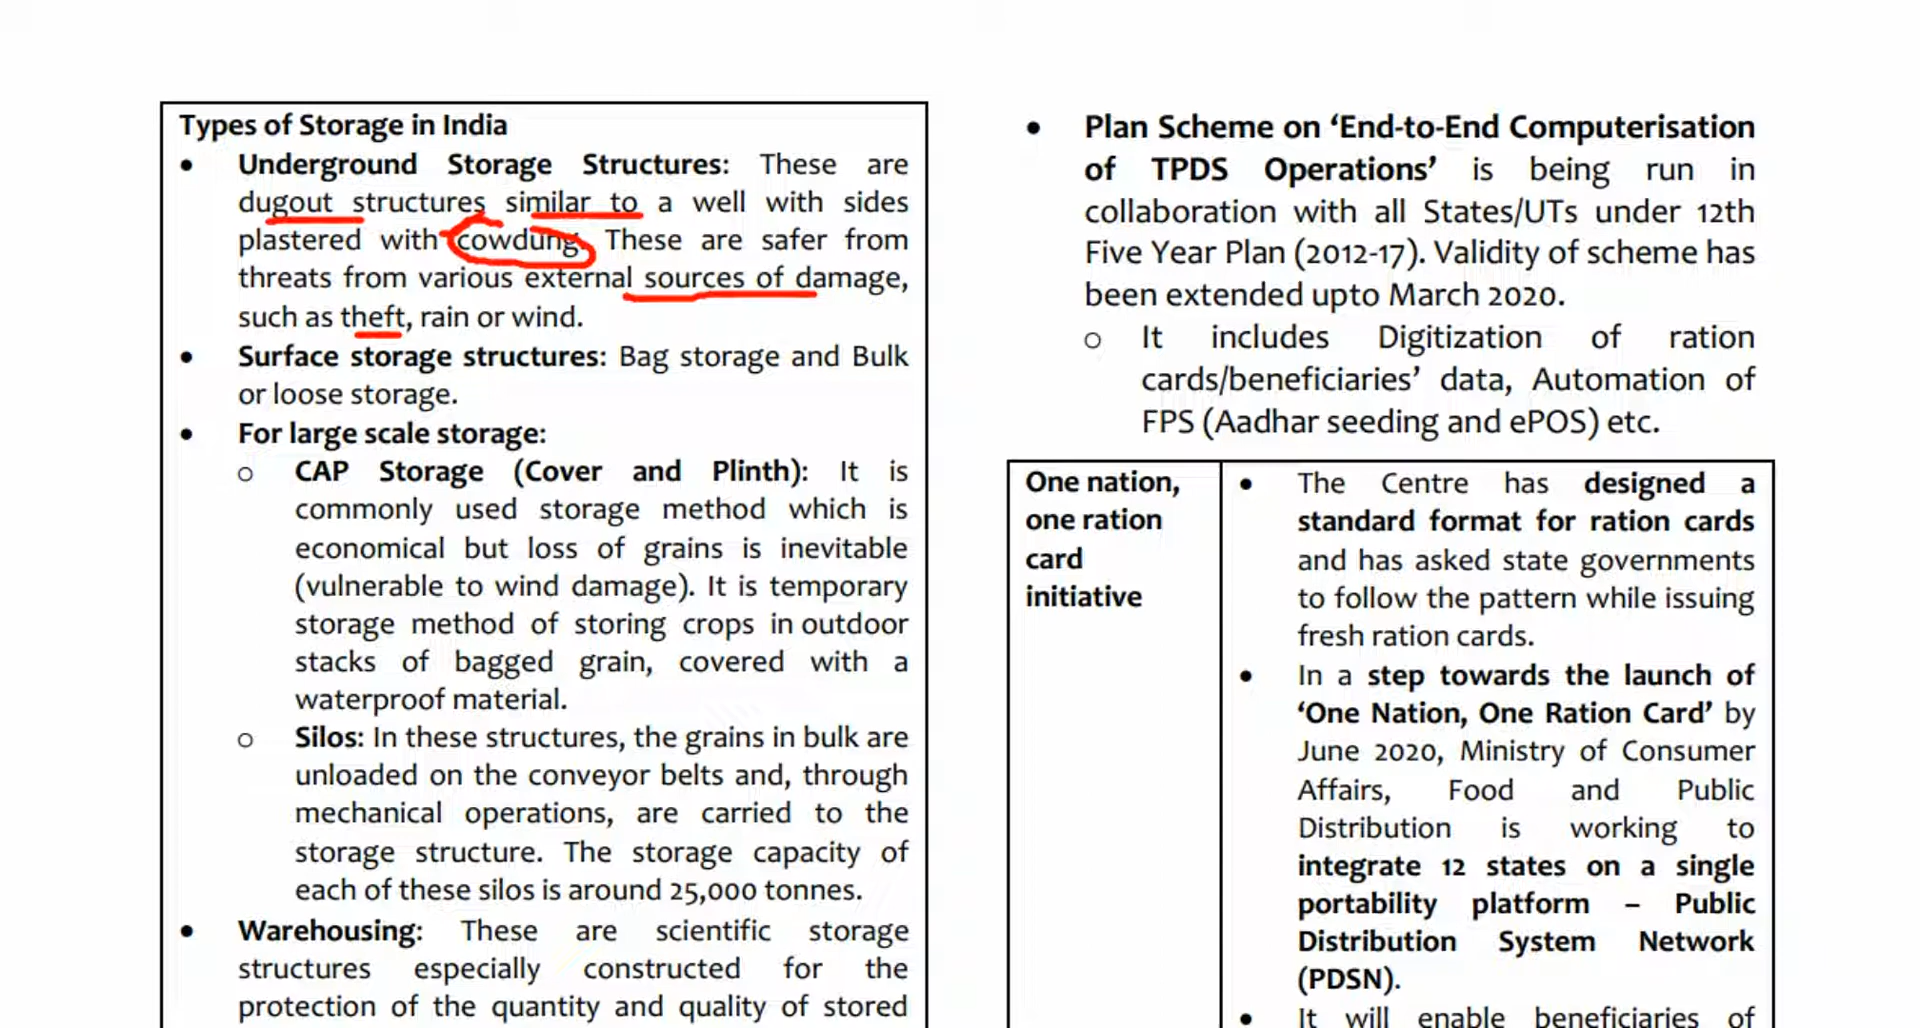 Types of Storage in India
• Underground Storage Structures: These are
dugout structures similar to a well with sides
plastered with cowdung. These are safer from
threats from various external sources of damage,
such as theft, rain or wind.
• Surface storage structures: Bag storage and Bulk
or loose storage.
• For large scale storage:
o CAP Storage (Cover and Plinth): It is
commonly used storage method which is
economical but loss of grains is inevitable
(vulnerable to wind damage). It is temporary
storage method of storing crops in outdoor
stacks of bagged grain, covered with a
waterproof material.
o Silos: In these structures, the grains in bulk are
unloaded on the conveyor belts and, through
mechanical operations, are carried to the
storage structure. The storage capacity of
each of these silos is around 25,000 tonnes.
• Warehousing: These are scientific storage
structures especially constructed for the
protection of the quantity and quality of stored
• Plan Scheme on ‘End-to-End Computerisation
of TPDS Operations’ is being run in
collaboration with all States/UTs under 12th
Five Year Plan (2012-17). Validity of scheme has
been extended upto March 2020.
o It includes Digitization of ration
cards/beneficiaries’ data, Automation of
FPS (Aadhar seeding and ePOS) etc.
One nation,
one ration
card
initiative
• The Centre has designed a
standard format for ration cards
and has asked state governments
to follow the pattern while issuing
fresh ration cards.
• In a step towards the launch of
‘One Nation, One Ration Card’ by
June 2020, Ministry of Consumer
Affairs, Food and Public
Distribution is working to
integrate 12 states on a single
portability platform – Public
Distribution System Network
(PDSN).
• It will enable beneficiaries of